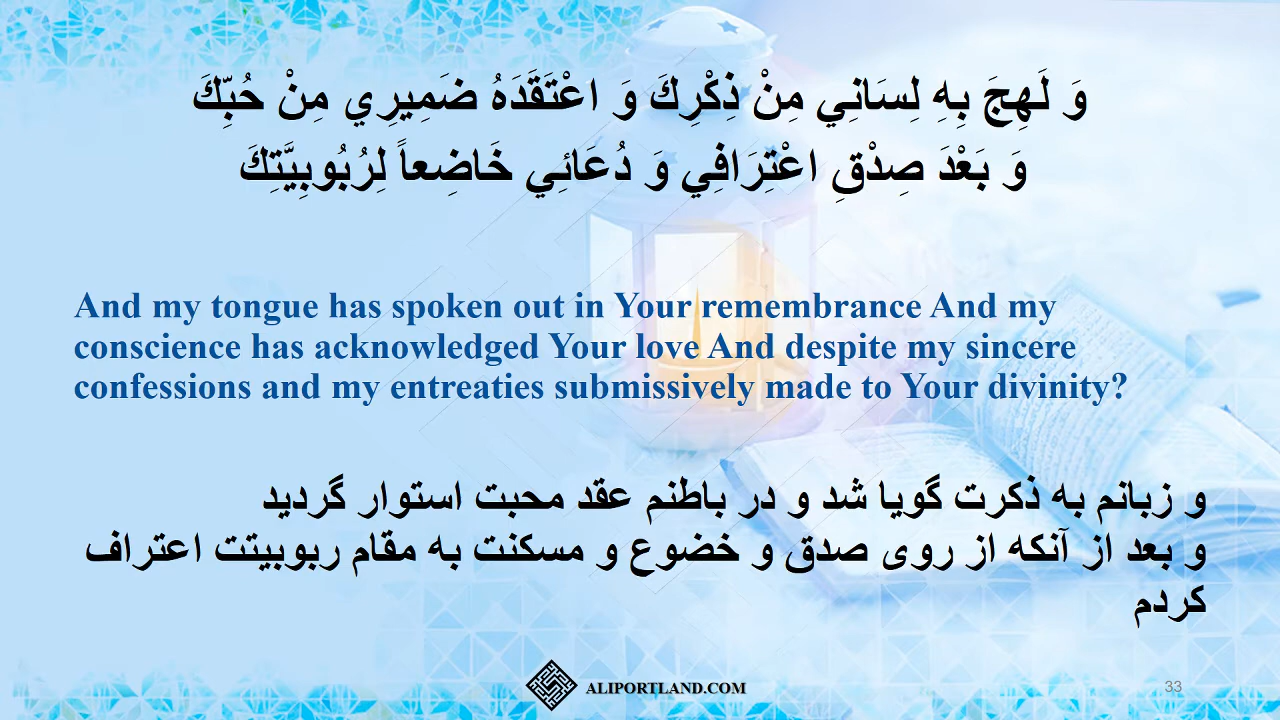 وَ لَهِجَ بِهِ لِسَانِي مِنْ ذِكْرِكَ وَ اعْتَقَدَهُ ضَمِيرِي مِنْ حُبِّكَ
وَ بَعْدَ صِدْقِ اعْتِرَافِي وَ دُعَائِي خَاضِعاً لِرُبُوبِيَّتِكَ
And my tongue has spoken out in Your remembrance And my
conscience has acknowledged Your love And despite my sincere
confessions and my entreaties submissively made to Your divinity?
و زبانم به ذکرت گویا شد و در باطنم عقد محبت استوار گردید
و بعد از آنکه از روی صدق و خضوع و مسکنت به مقام ربوبیتت اعتراف
کردم
ALIPORTLAND.COM
33